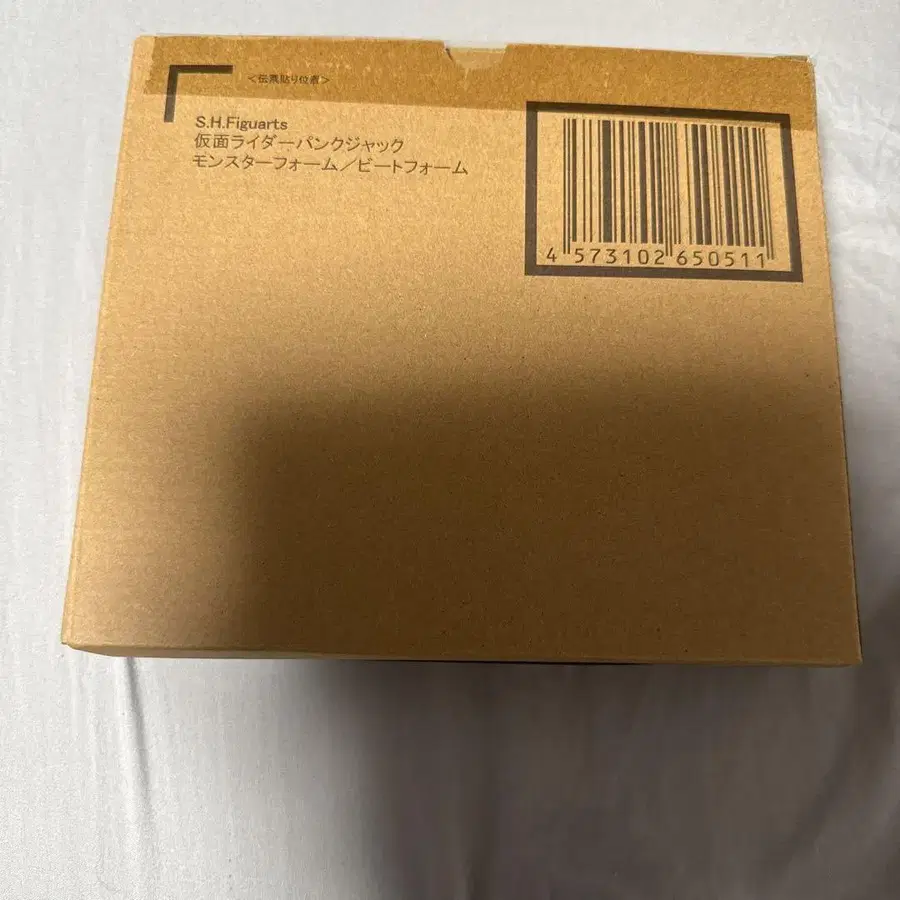 <伝票貼り位置>
S.H.Figuarts
仮面ライダーパンクジャック
モンスターフォーム／ビートフォーム
4 573102 650511